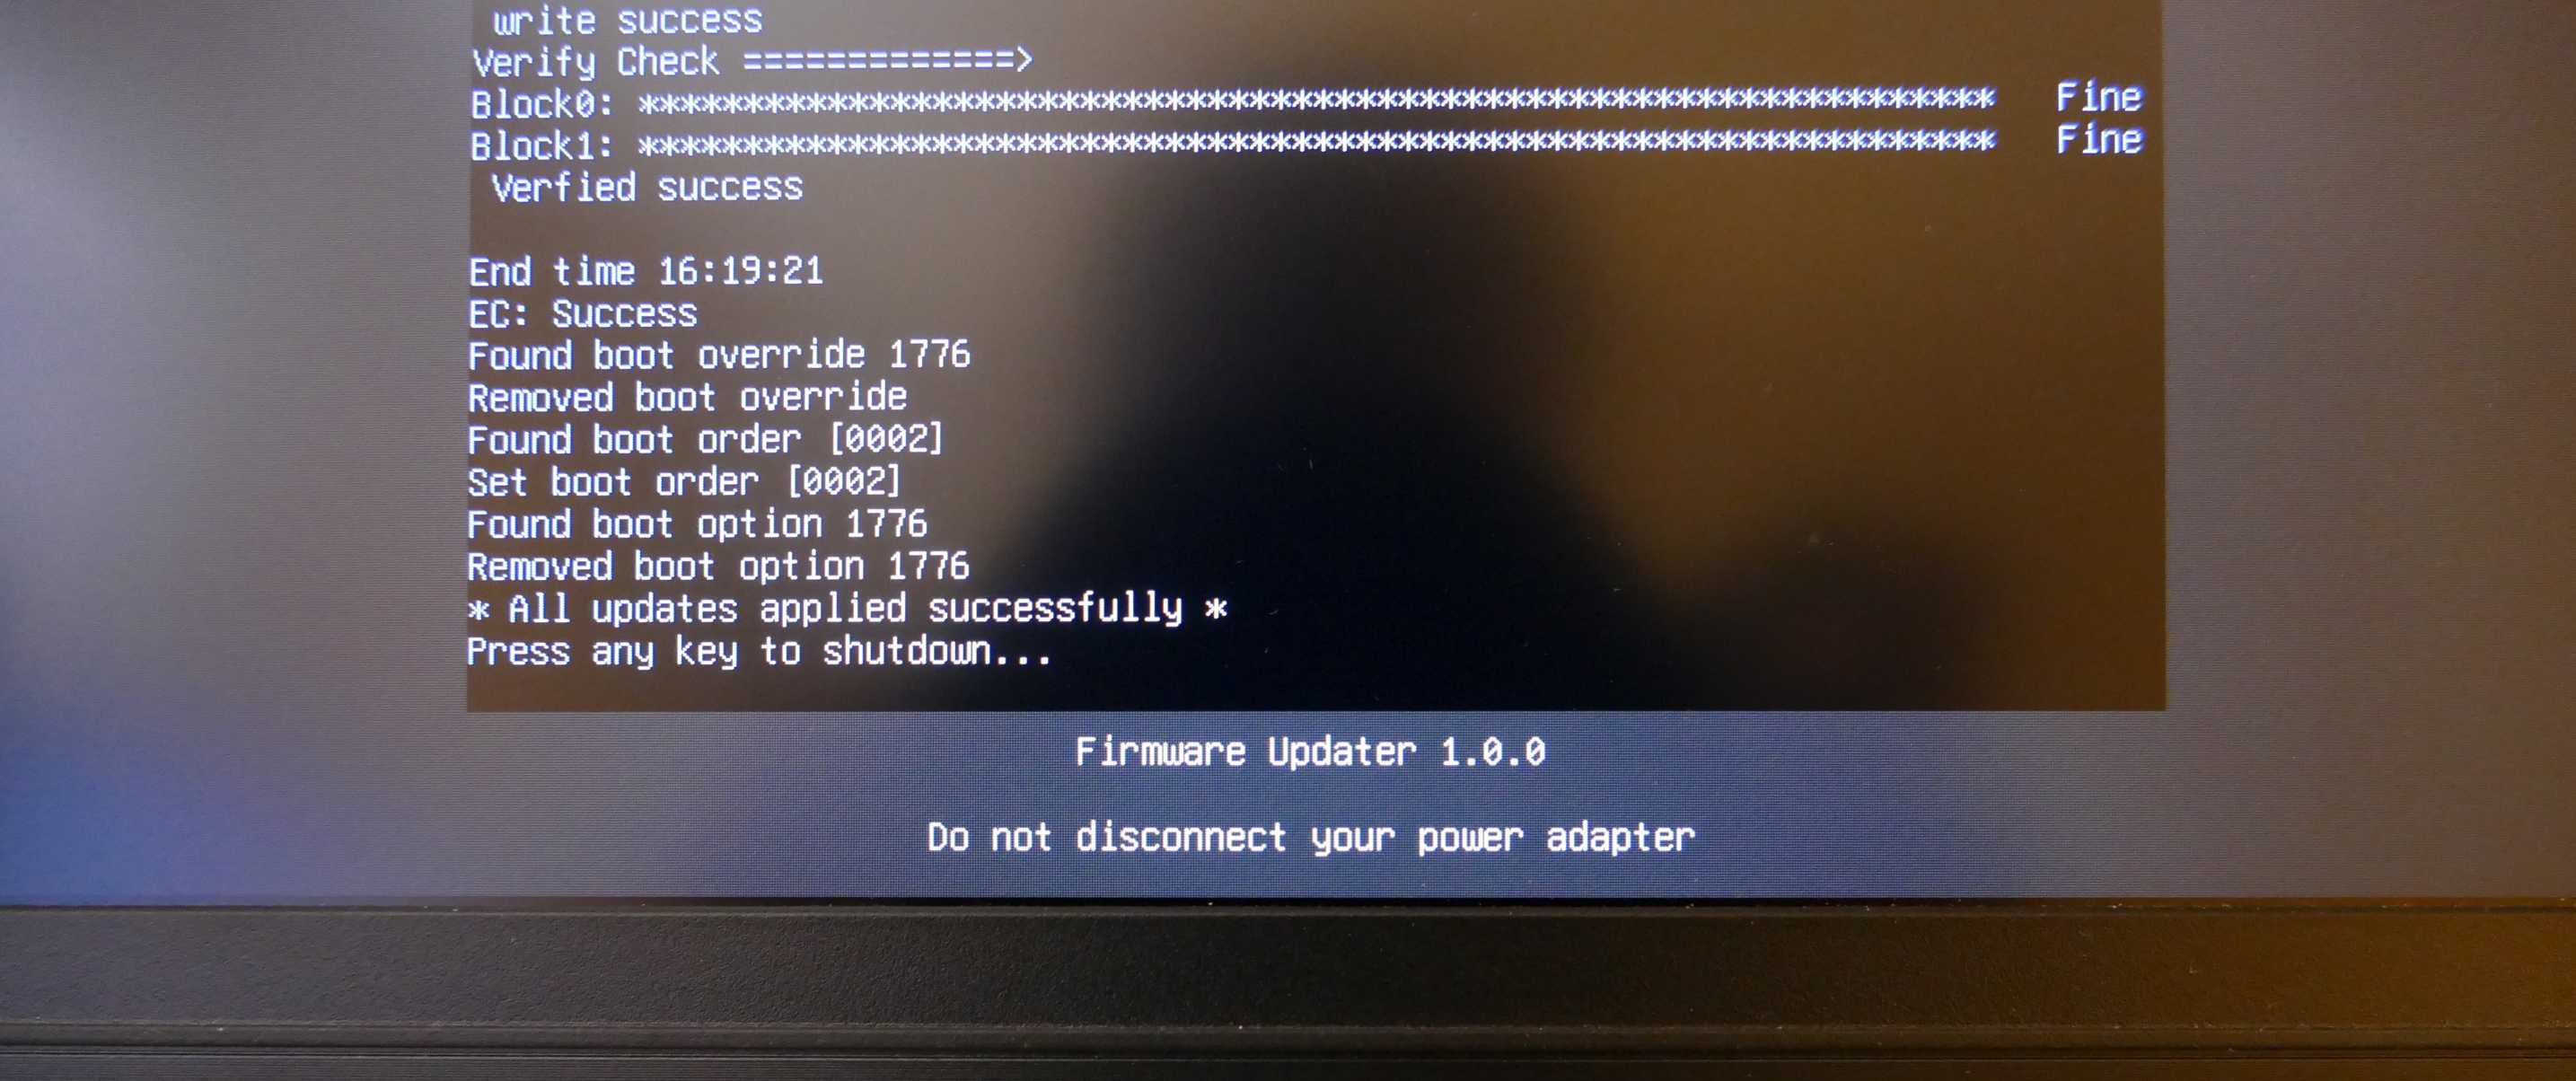 write success
Verify Check =============>
Block0: **************************************************************** Fine
Block1: **************************************************************** Fine
Verfied success
End time 16:19:21
EC: Success
Found boot override 1776
Removed boot override
Found boot order [0002]
Set boot order [0002]
Found boot option 1776
Removed boot option 1776
* All updates applied successfully *
Press any key to shutdown...
Firmware Updater 1.0.0
Do not disconnect your power adapter